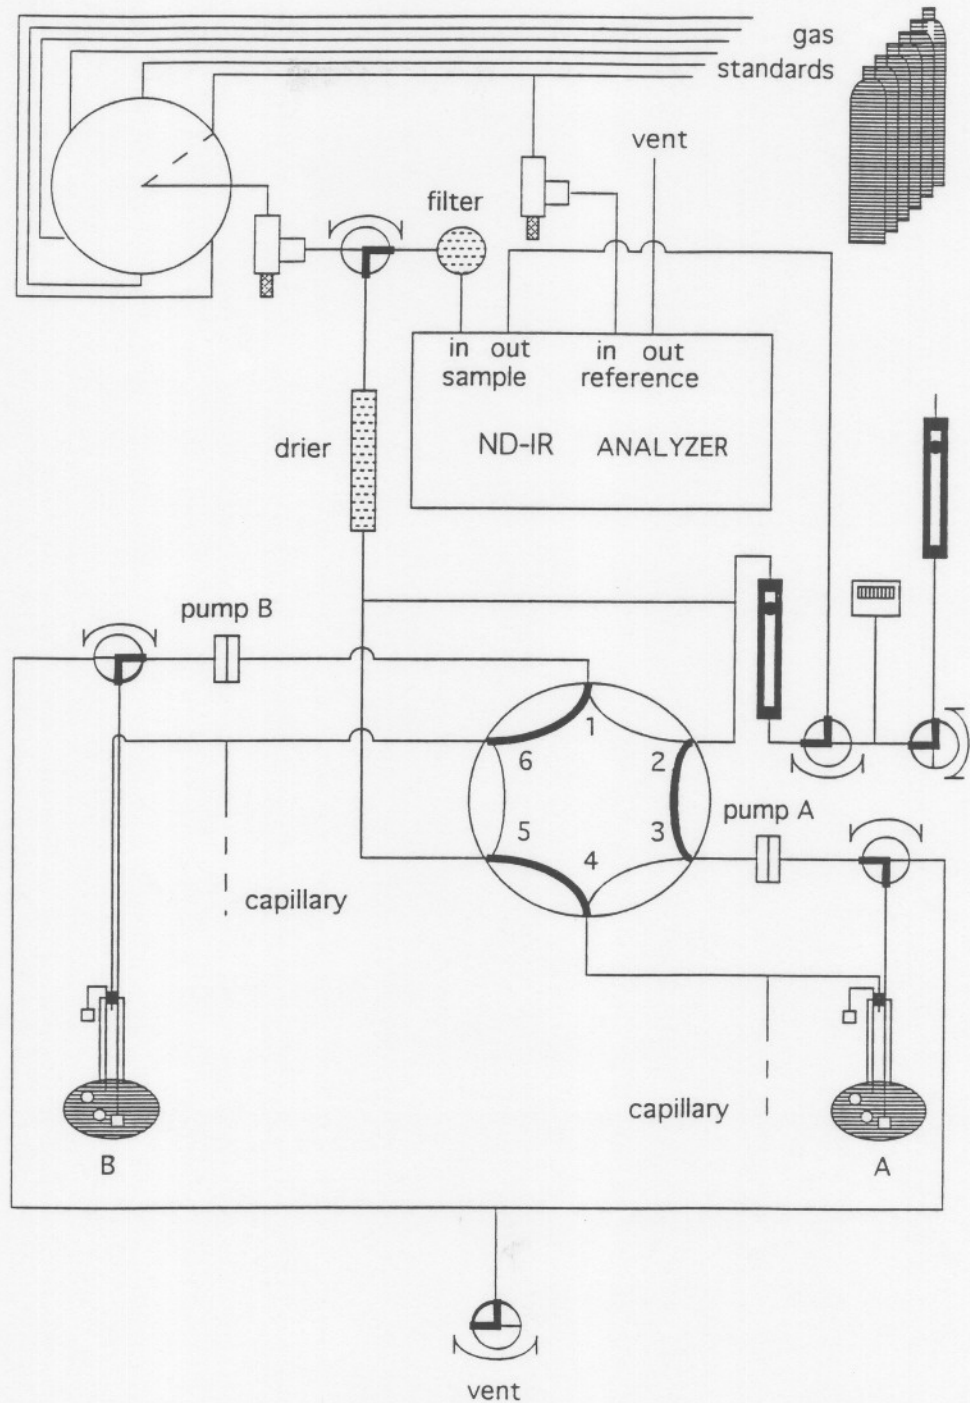 gas
standards
vent
filter
in out in out
sample reference
drier
ND-IR ANALYZER
pump B
1
6 2
pump A
5 3
4
capillary
capillary
B
A
vent